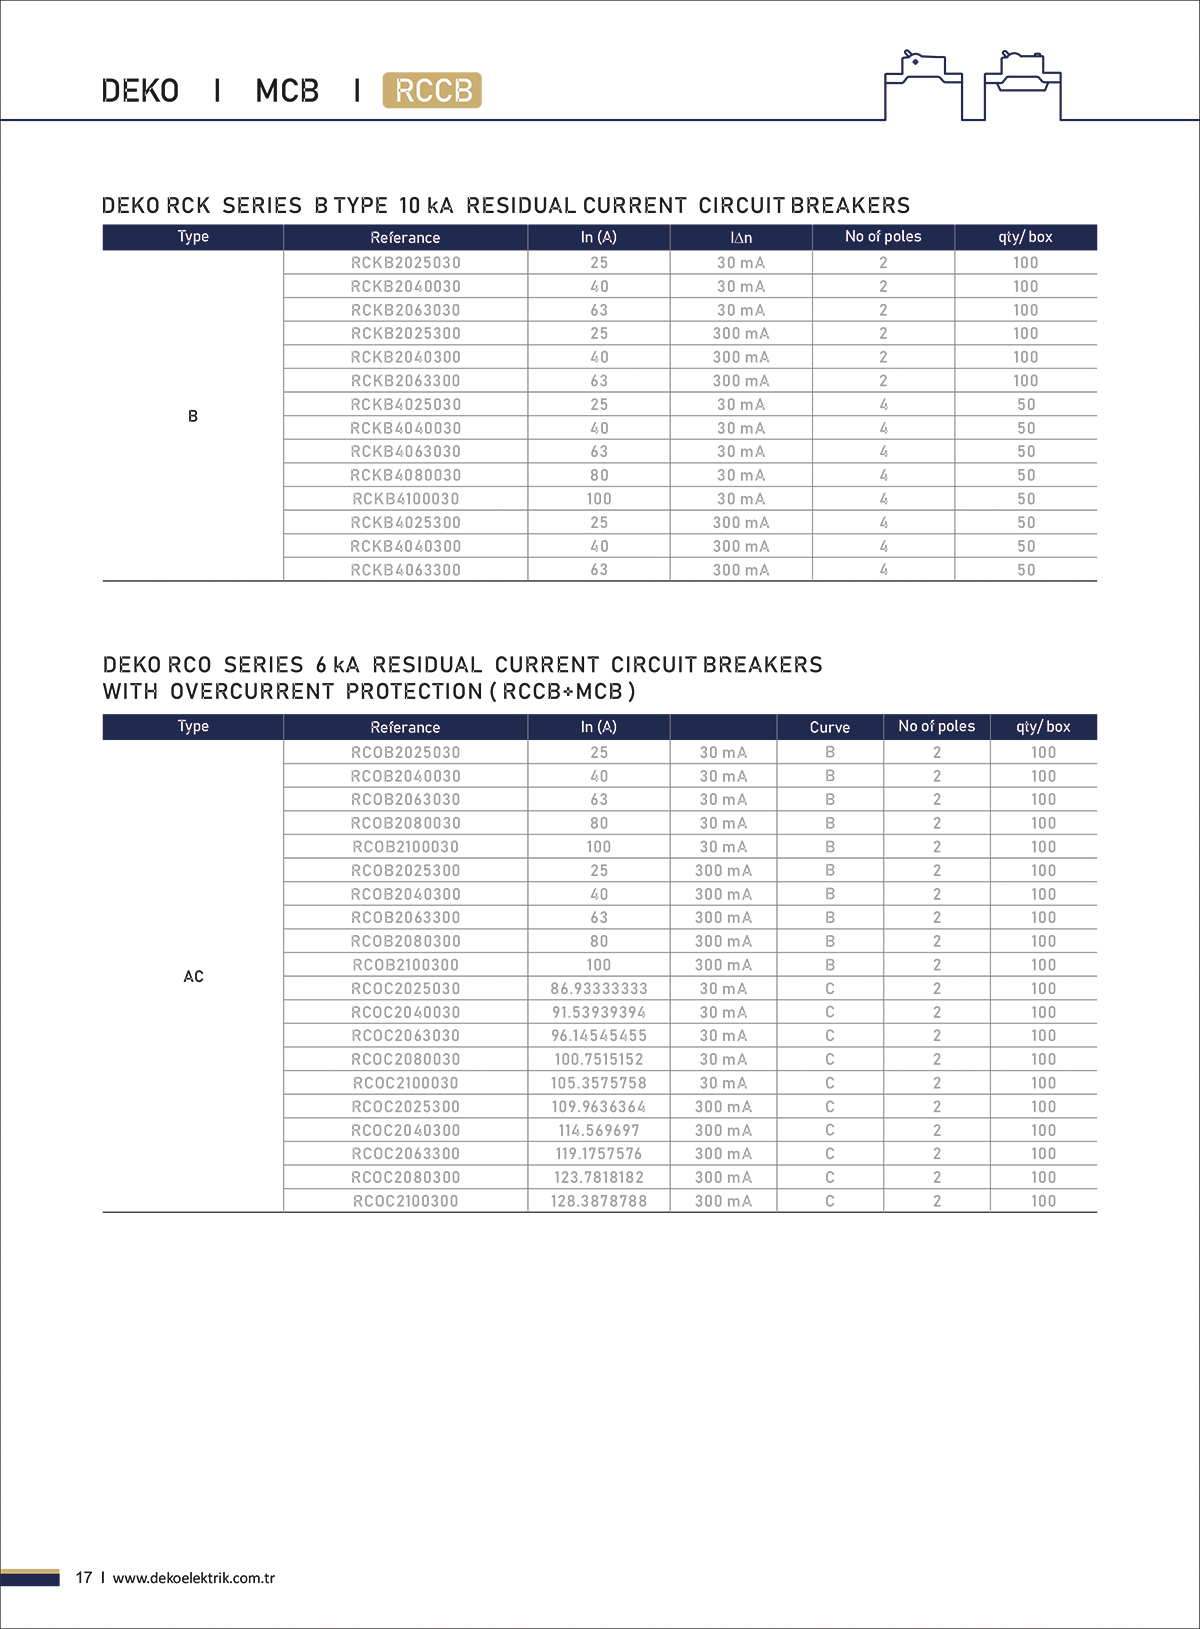 DEKO I MCB I RCCB
DEKO RCK SERIES B TYPE 10 kA RESIDUAL CURRENT CIRCUIT BREAKERS
Type Referance In (A) I∆n No of poles qty/ box
RCKB2025030 25 30 mA 2 100
RCKB2040030 40 30 mA 2 100
RCKB2063030 63 30 mA 2 100
RCKB2025300 25 300 mA 2 100
RCKB2040300 40 300 mA 2 100
RCKB2063300 63 300 mA 2 100
RCKB4025030 25 30 mA 4 50
B
RCKB4040030 40 30 mA 4 50
RCKB4063030 63 30 mA 4 50
RCKB4080030 80 30 mA 4 50
RCKB4100030 100 30 mA 4 50
RCKB4025300 25 300 mA 4 50
RCKB4040300 40 300 mA 4 50
RCKB4063300 63 300 mA 4 50
DEKO RCO SERIES 6 kA RESIDUAL CURRENT CIRCUIT BREAKERS
WITH OVERCURRENT PROTECTION ( RCCB+MCB )
Type Referance In (A) Curve No of poles qty/ box
RCOB2025030 25 30 mA B 2 100
RCOB2040030 40 30 mA B 2 100
RCOB2063030 63 30 mA B 2 100
RCOB2080030 80 30 mA B 2 100
RCOB2100030 100 30 mA B 2 100
RCOB2025300 25 300 mA B 2 100
RCOB2040300 40 300 mA B 2 100
RCOB2063300 63 300 mA B 2 100
RCOB2080300 80 300 mA B 2 100
RCOB2100300 100 300 mA B 2 100
AC
RCOC2025030 86.93333333 30 mA C 2 100
RCOC2040030 91.53939394 30 mA C 2 100
RCOC2063030 96.14545455 30 mA C 2 100
RCOC2080030 100.7515152 30 mA C 2 100
RCOC2100030 105.3575758 30 mA C 2 100
RCOC2025300 109.9636364 300 mA C 2 100
RCOC2040300 114.569697 300 mA C 2 100
RCOC2063300 119.1757576 300 mA C 2 100
RCOC2080300 123.7818182 300 mA C 2 100
RCOC2100300 128.3878788 300 mA C 2 100
17 I www.dekoelektrik.com.tr